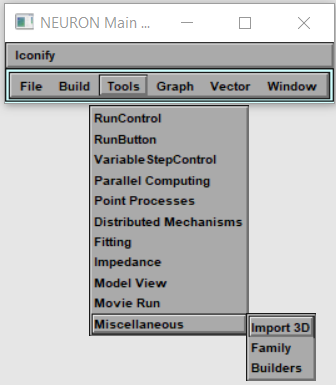 NEURON Main ...
Iconify
File Build Tools Graph Vector Window
RunControl
RunButton
VariableStepControl
Parallel Computing
Point Processes
Distributed Mechanisms
Fitting
Impedance
Model View
Movie Run
Miscellaneous
Import 3D
Family
Builders